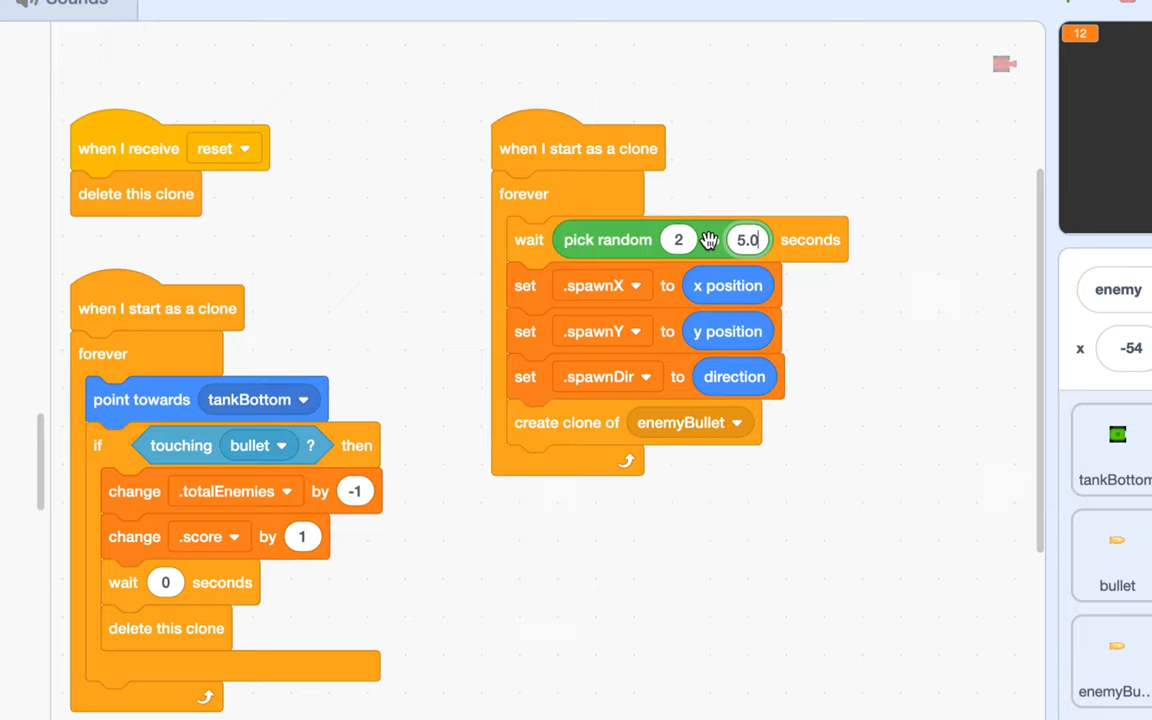 Sounds
12
when I receive reset
delete this clone
when I start as a clone
forever
point towards tankBottom
if touching bullet ? then
change .totalEnemies by -1
change .score by 1
wait 0 seconds
delete this clone
when I start as a clone
forever
wait pick random 2 5.0 seconds
set .spawnX to x position
set .spawnY to y position
set .spawnDir to direction
create clone of enemyBullet
enemy
x -54
tankBottom
bullet
enemyBu...